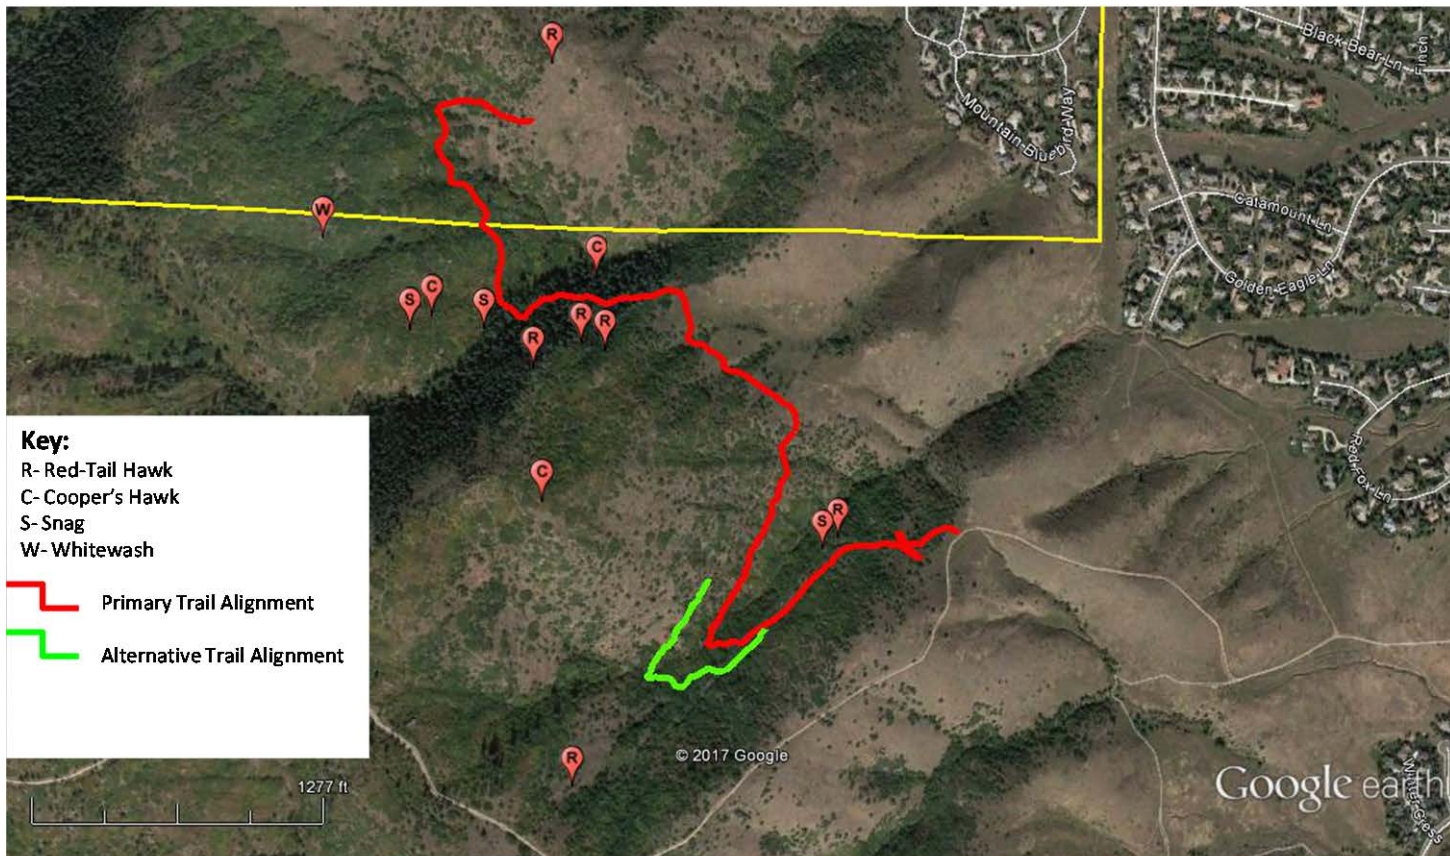 R
Black Bear Ln
Finch
Mountain Bluebird Way
W
Catamount Ln
C
Golden Eagle Ln
S
C
S
R
R
R
Key:
R- Red-Tail Hawk
C- Cooper's Hawk
S- Snag
W- Whitewash
Primary Trail Alignment
Alternative Trail Alignment
C
Red Fox Ln
S
R
R
© 2017 Google
1277 ft
Google earth